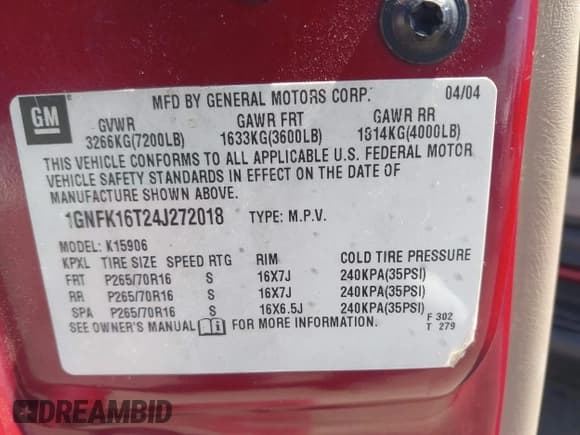 GM
MFD BY GENERAL MOTORS CORP. 04/04
GVWR GAWR FRT GAWR RR
3266KG(7200LB) 1633KG(3600LB) 1814KG(4000LB)
THIS VEHICLE CONFORMS TO ALL APPLICABLE U.S. FEDERAL MOTOR
VEHICLE SAFETY STANDARDS IN EFFECT ON THE DATE OF
MANUFACTURE SHOWN ABOVE.
1GNFK16T24J272018 TYPE: M.P.V.
MODEL: K15906
KPXL TIRE SIZE SPEED RTG RIM COLD TIRE PRESSURE
FRT P265/70R16 S 16X7J 240KPA(35PSI)
RR P265/70R16 S 16X7J 240KPA(35PSI)
SPA P265/70R16 S 16X6.5J 240KPA(35PSI)
SEE OWNER'S MANUAL FOR MORE INFORMATION.
F 302
T 279
DREAMBID